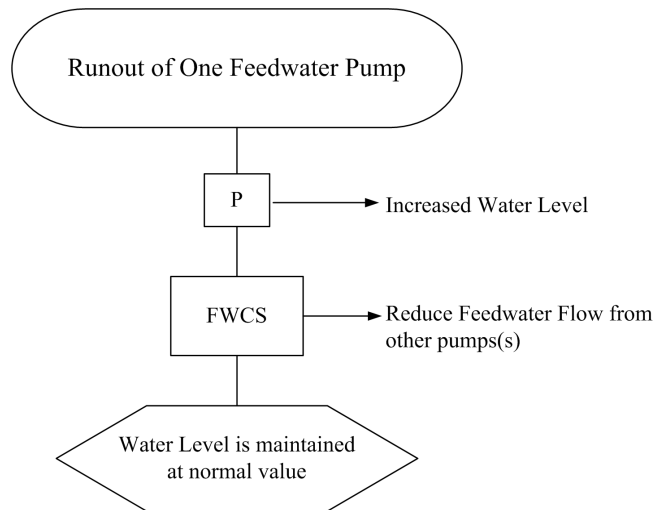 Runout of One Feedwater Pump
P
Increased Water Level
FWCS
Reduce Feedwater Flow from
other pumps(s)
Water Level is maintained
at normal value